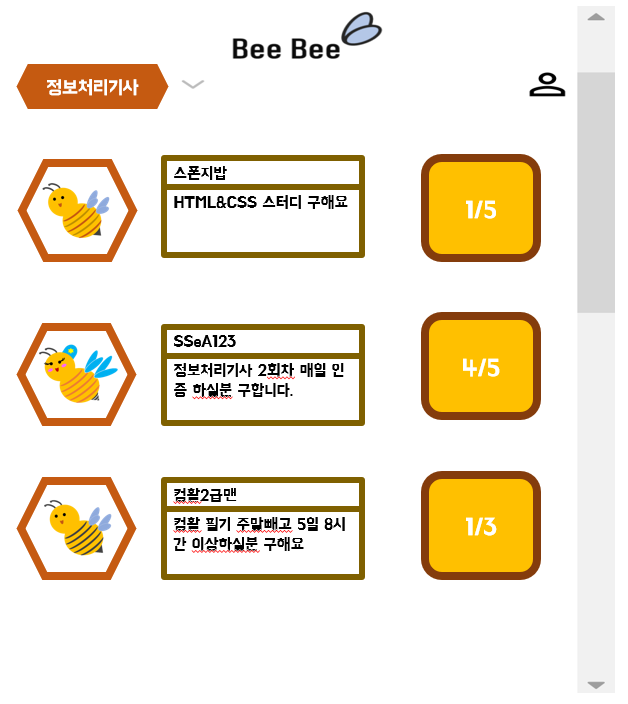 Bee Bee
정보처리기사
스폰지밥
HTML&CSS 스터디 구해요
1/5
SSeA123
정보처리기사 2회차 매일 인
증 하실분 구합니다.
4/5
컴활2급맨
컴활 필기 주말빼고 5일 8시
간 이상하실분 구해요
1/3